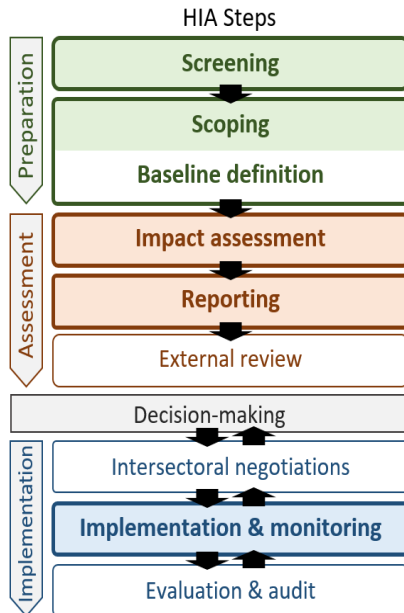 HIA Steps
Preparation
Screening
Scoping
Baseline definition
Assessment
Impact assessment
Reporting
External review
Decision-making
Implementation
Intersectoral negotiations
Implementation & monitoring
Evaluation & audit